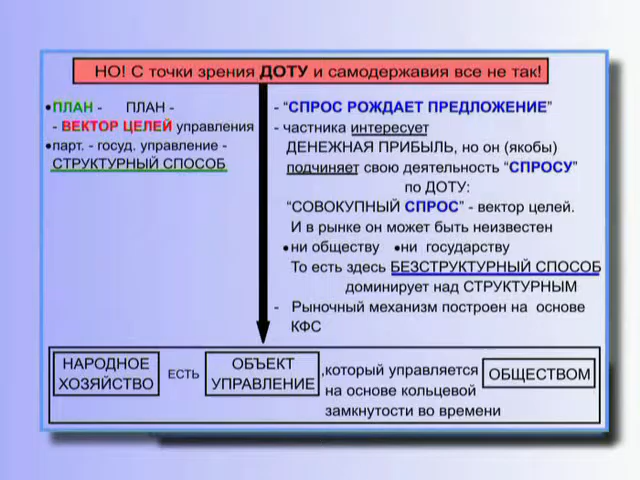 НО! С точки зрения ДОТУ и самодержавия все не так!
•ПЛАН - ПЛАН -
- ВЕКТОР ЦЕЛЕЙ управления
•парт. - госуд. управление -
СТРУКТУРНЫЙ СПОСОБ
- “СПРОС РОЖДАЕТ ПРЕДЛОЖЕНИЕ”
- частника интересует
ДЕНЕЖНАЯ ПРИБЫЛЬ, но он (якобы)
подчиняет свою деятельность “СПРОСУ”
по ДОТУ:
“СОВОКУПНЫЙ СПРОС” - вектор целей.
И в рынке он может быть неизвестен
•ни обществу •ни государству
То есть здесь БЕЗСТРУКТУРНЫЙ СПОСОБ
доминирует над СТРУКТУРНЫМ
- Рыночный механизм построен на основе
КФС
НАРОДНОЕ
ХОЗЯЙСТВО
ЕСТЬ
ОБЪЕКТ
УПРАВЛЕНИЕ
,который управляется
на основе кольцевой
замкнутости во времени
ОБЩЕСТВОМ